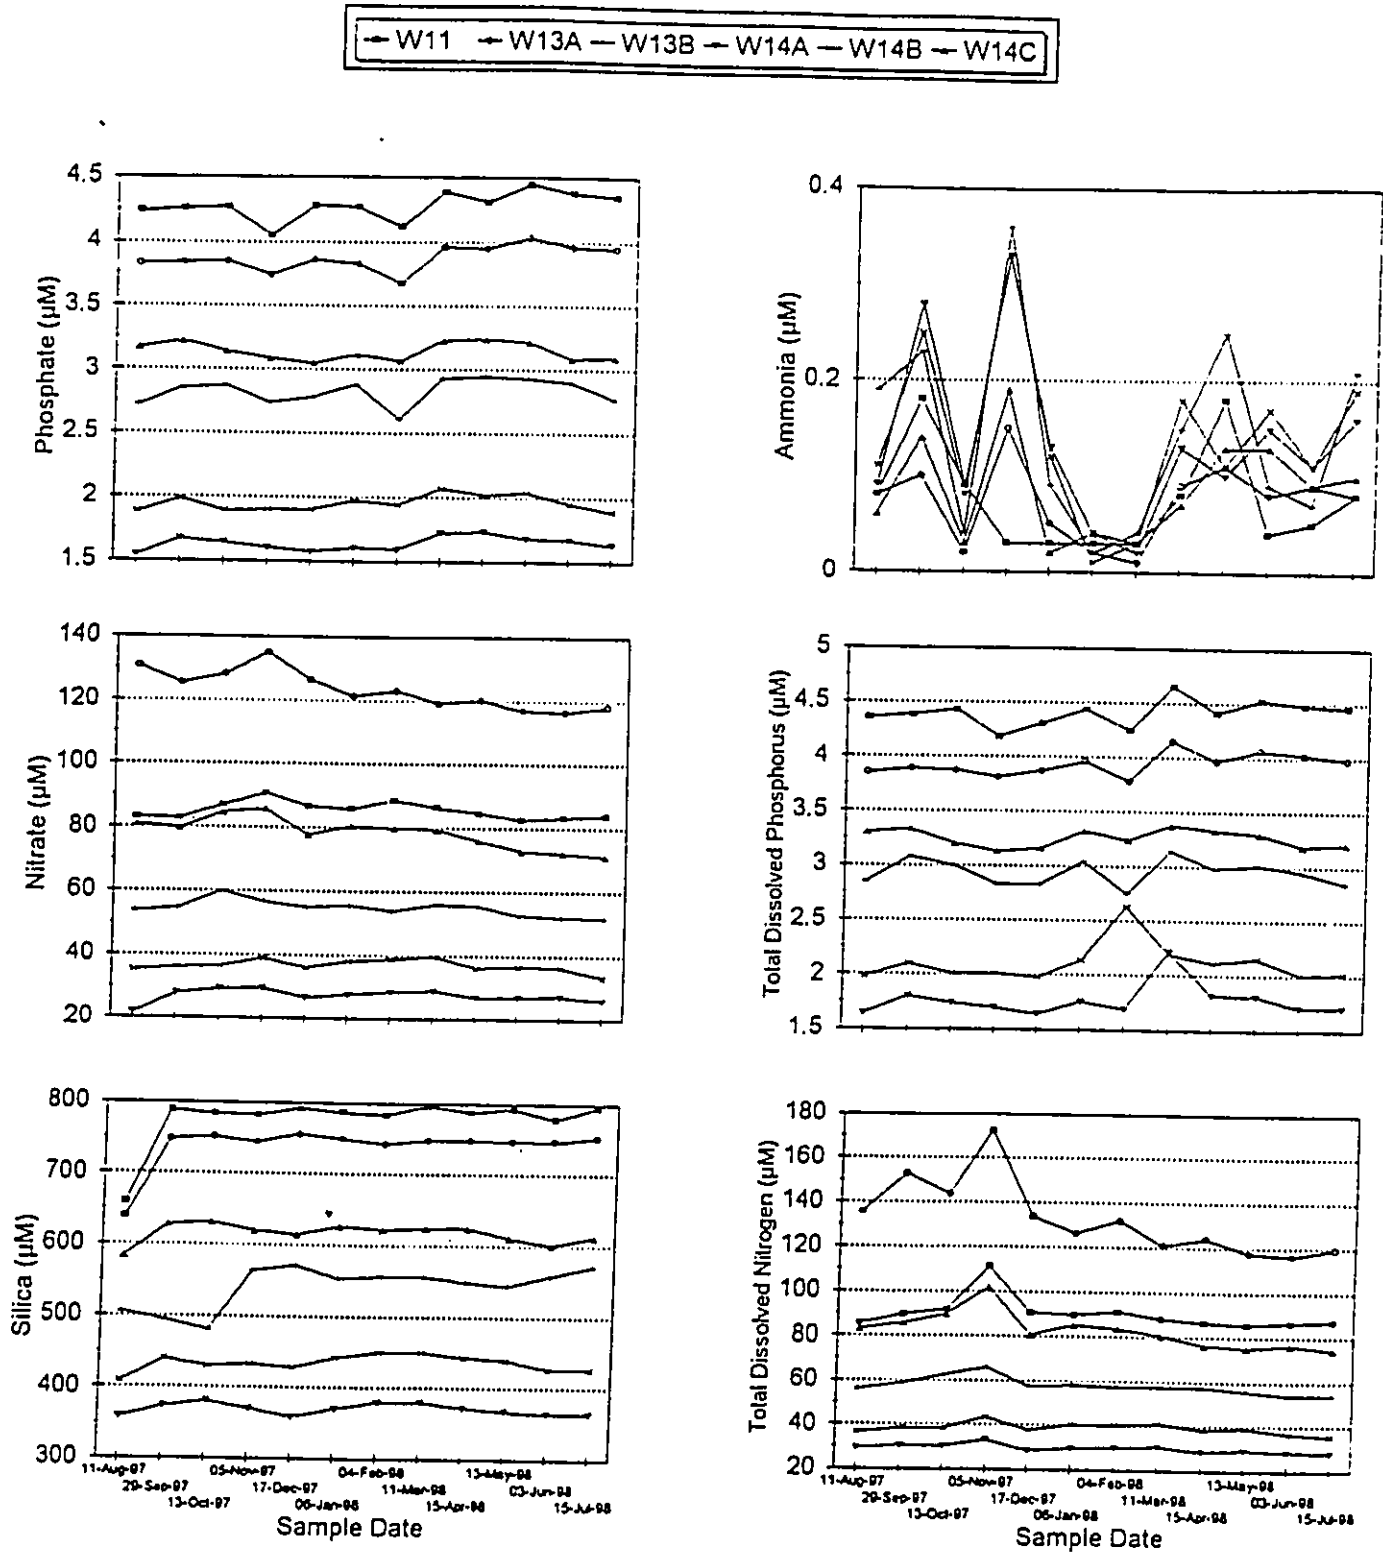 W11 W13A W13B W14A W14B W14C
4.5
4
3.5
3
2.5
2
1.5
Phosphate (µM)
0.4
0.2
0
Ammonia (µM)
140
120
100
80
60
40
20
Nitrate (µM)
5
4.5
4
3.5
3
2.5
2
1.5
Total Dissolved Phosphorus (µM)
800
700
600
500
400
300
Silica (µM)
11-Aug-97 05-Nov-97 04-Feb-98 13-May-98
29-Sep-97 17-Dec-97 11-Mar-98 03-Jun-98
13-Oct-97 06-Jan-98 15-Apr-98 15-Jul-98
Sample Date
180
160
140
120
100
80
60
40
20
Total Dissolved Nitrogen (µM)
11-Aug-97 05-Nov-97 04-Feb-98 13-May-98
29-Sep-97 17-Dec-97 11-Mar-98 03-Jun-98
13-Oct-97 06-Jan-98 15-Apr-98 15-Jul-98
Sample Date